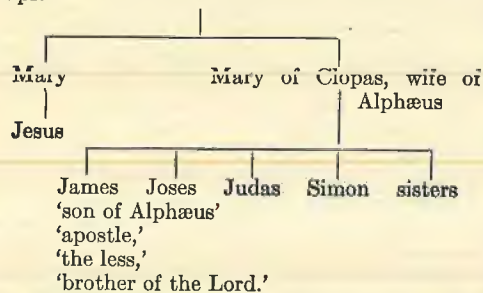 Mary Mary of Clopas, wife of
Alphæus
Jesus
James Joses Judas Simon sisters
'son of Alphæus'
'apostle,'
'the less,'
'brother of the Lord.'